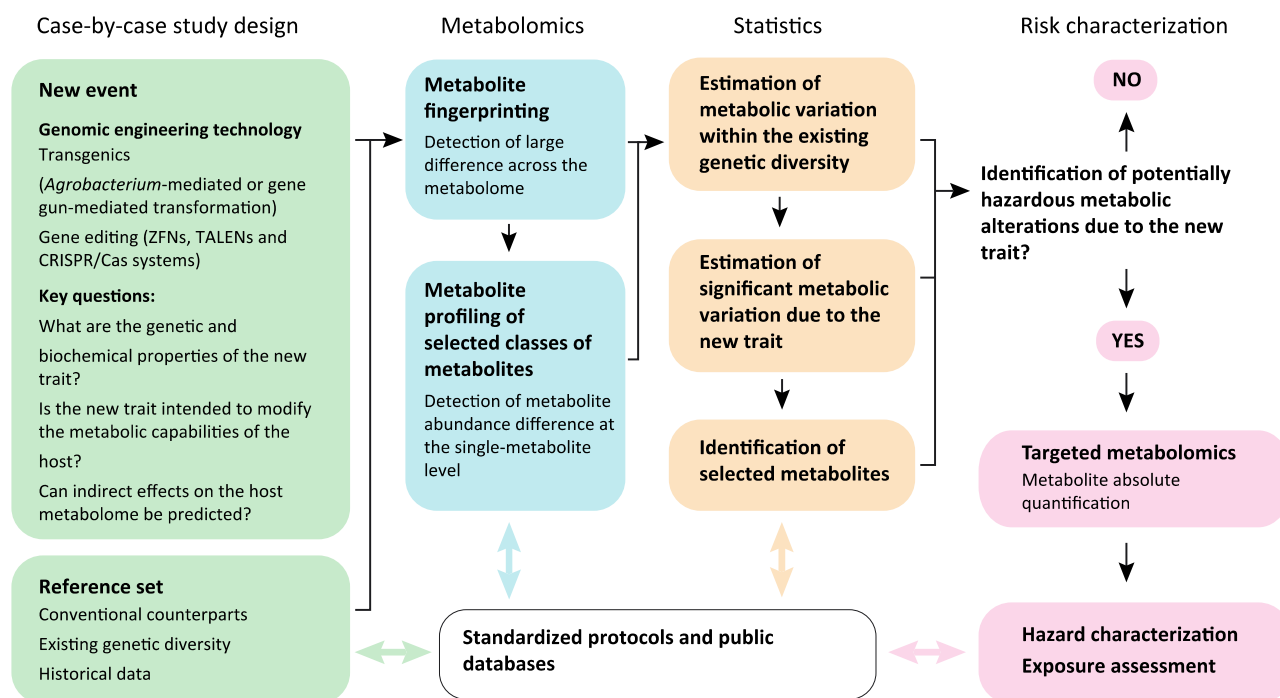 Case-by-case study design
New event
Genomic engineering technology
Transgenics
(Agrobacterium-mediated or gene
gun-mediated transformation)
Gene editing (ZFNs, TALENs and
CRISPR/Cas systems)
Key questions:
What are the genetic and
biochemical properties of the new
trait?
Is the new trait intended to modify
the metabolic capabilities of the
host?
Can indirect effects on the host
metabolome be predicted?
Reference set
Conventional counterparts
Existing genetic diversity
Historical data
Metabolomics
Metabolite
fingerprinting
Detection of large
difference across the
metabolome
Metabolite
profiling of
selected classes of
metabolites
Detection of metabolite
abundance difference at
the single-metabolite
level
Statistics
Estimation of
metabolic variation
within the existing
genetic diversity
Estimation of
significant metabolic
variation due to the
new trait
Identification of
selected metabolites
Standardized protocols and public
databases
Risk characterization
NO
Identification of potentially
hazardous metabolic
alterations due to the new
trait?
YES
Targeted metabolomics
Metabolite absolute
quantification
Hazard characterization
Exposure assessment